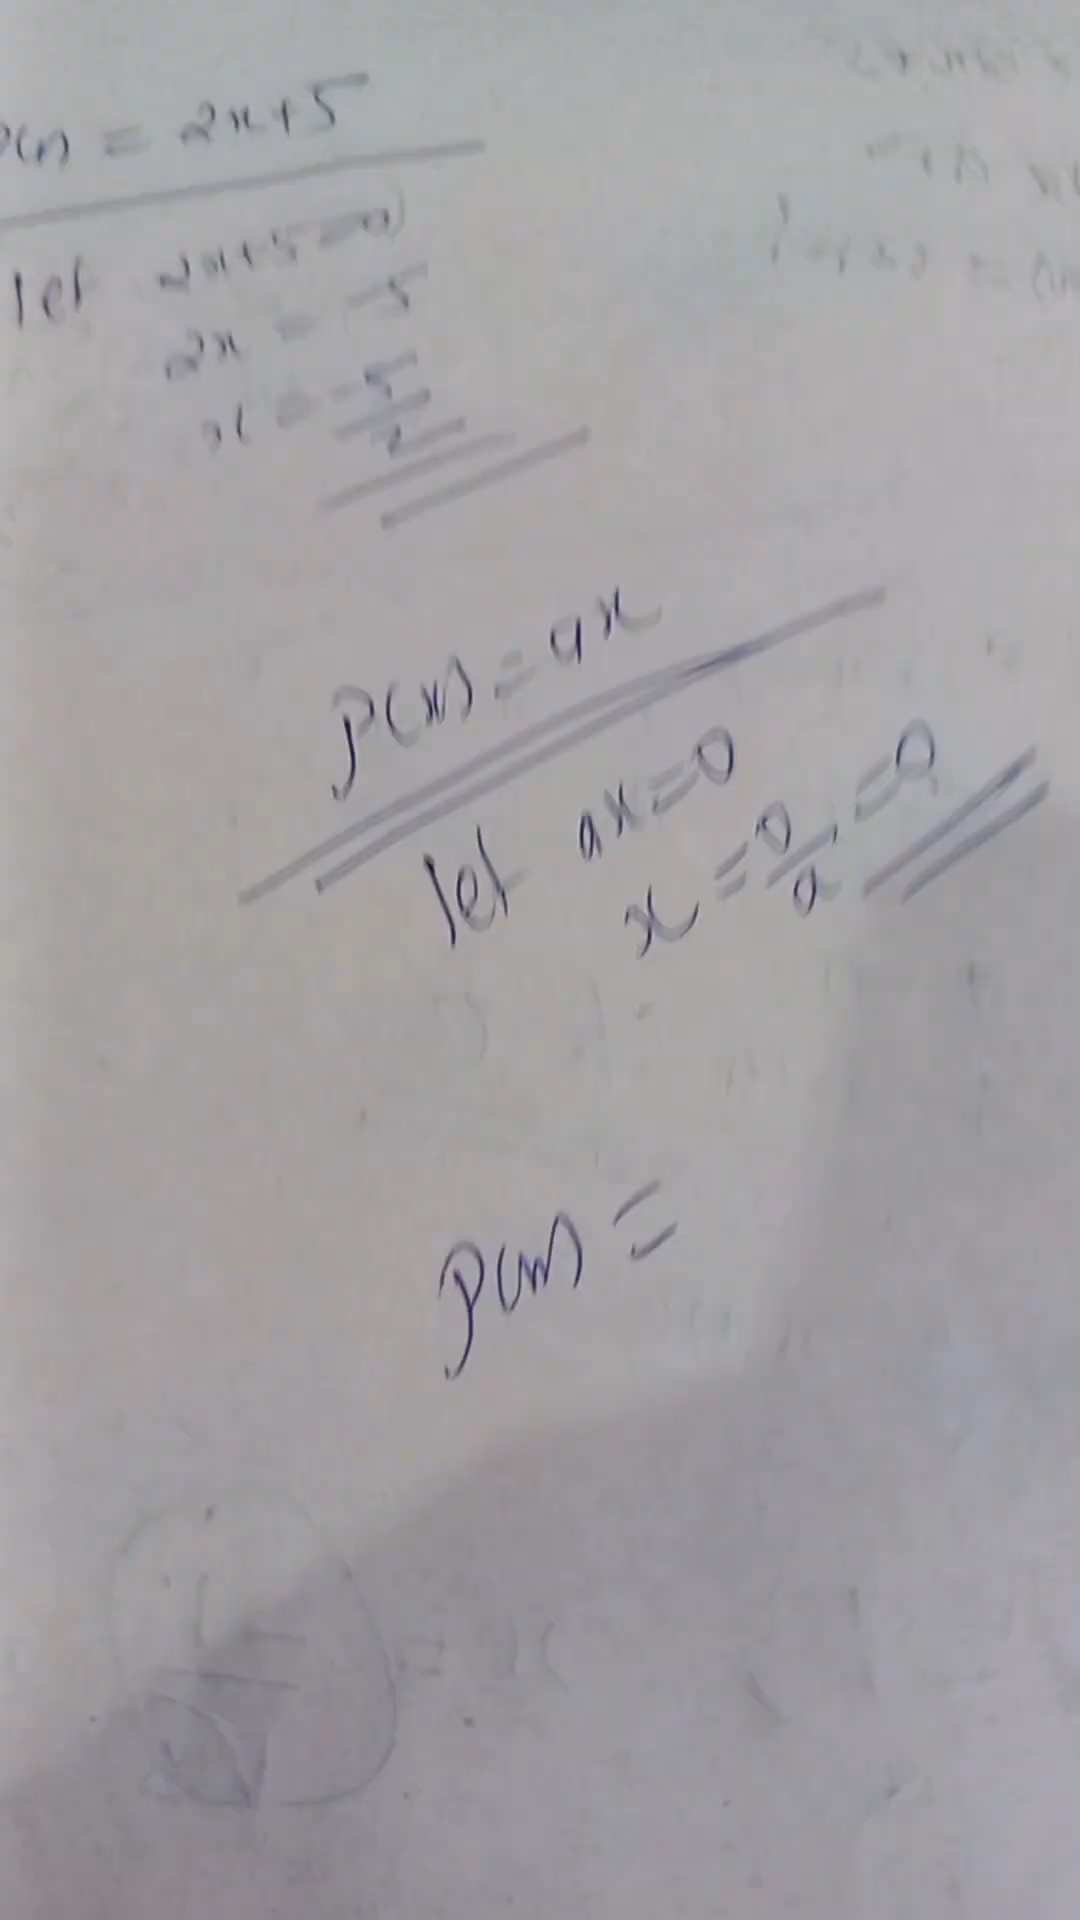 P(x) = 2x+5
let 2x+5=0
2x = -5
x = -5/2
P(x) = ax
let ax=0
x = 0/a = 0
P(x) =